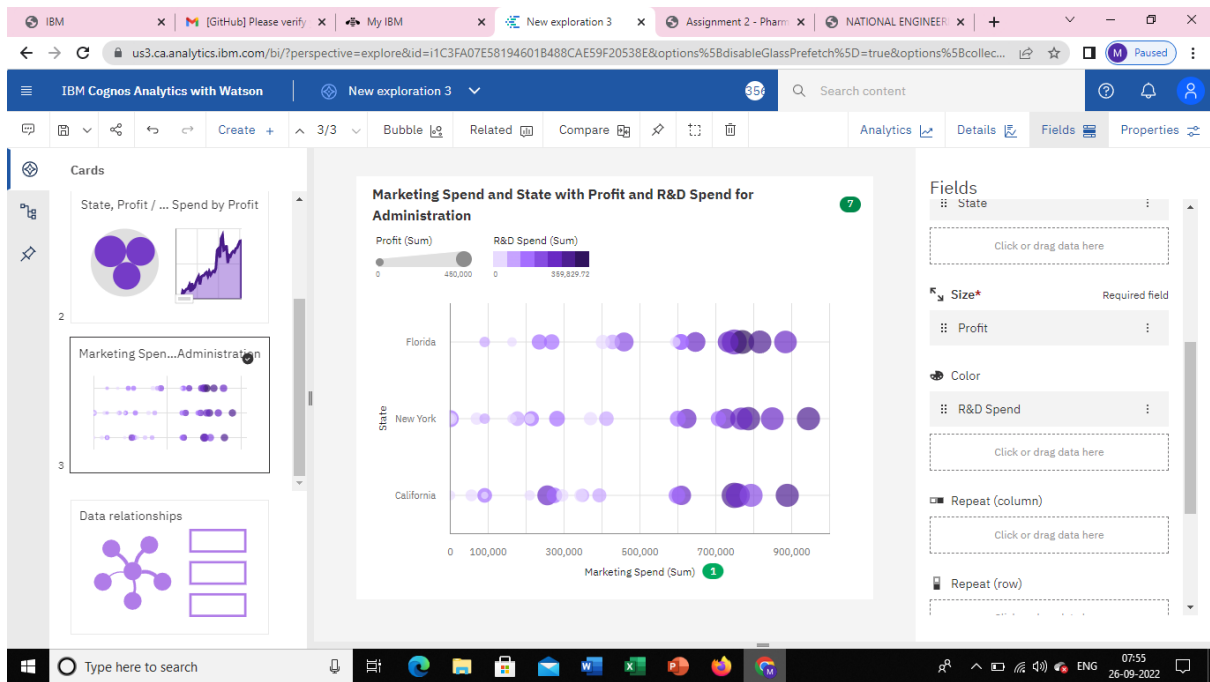 IBM
[GitHub] Please verify
My IBM
New exploration 3
Assignment 2 - Pharm
NATIONAL ENGINEER
us3.ca.analytics.ibm.com/bi/?perspective=explore&id=i1C3FA07E58194601B488CAE59F20538E&options%5BdisableGlassPrefetch%5D=true&options%5Bcollec...
M Paused
IBM Cognos Analytics with Watson
New exploration 3
Search content
Create +
3/3
Bubble
Related
Compare
Analytics
Details
Fields
Properties
Cards
State, Profit / ... Spend by Profit
2
Marketing Spen...Administration
3
Data relationships
Marketing Spend and State with Profit and R&D Spend for
Administration
7
Profit (Sum)
R&D Spend (Sum)
0 450,000
0 359,829.72
State
Florida
New York
California
0 100,000 300,000 500,000 700,000 900,000
Marketing Spend (Sum) 1
Fields
State
Click or drag data here
Size* Required field
Profit
Color
R&D Spend
Click or drag data here
Repeat (column)
Click or drag data here
Repeat (row)
Type here to search
ENG
07:55
26-09-2022